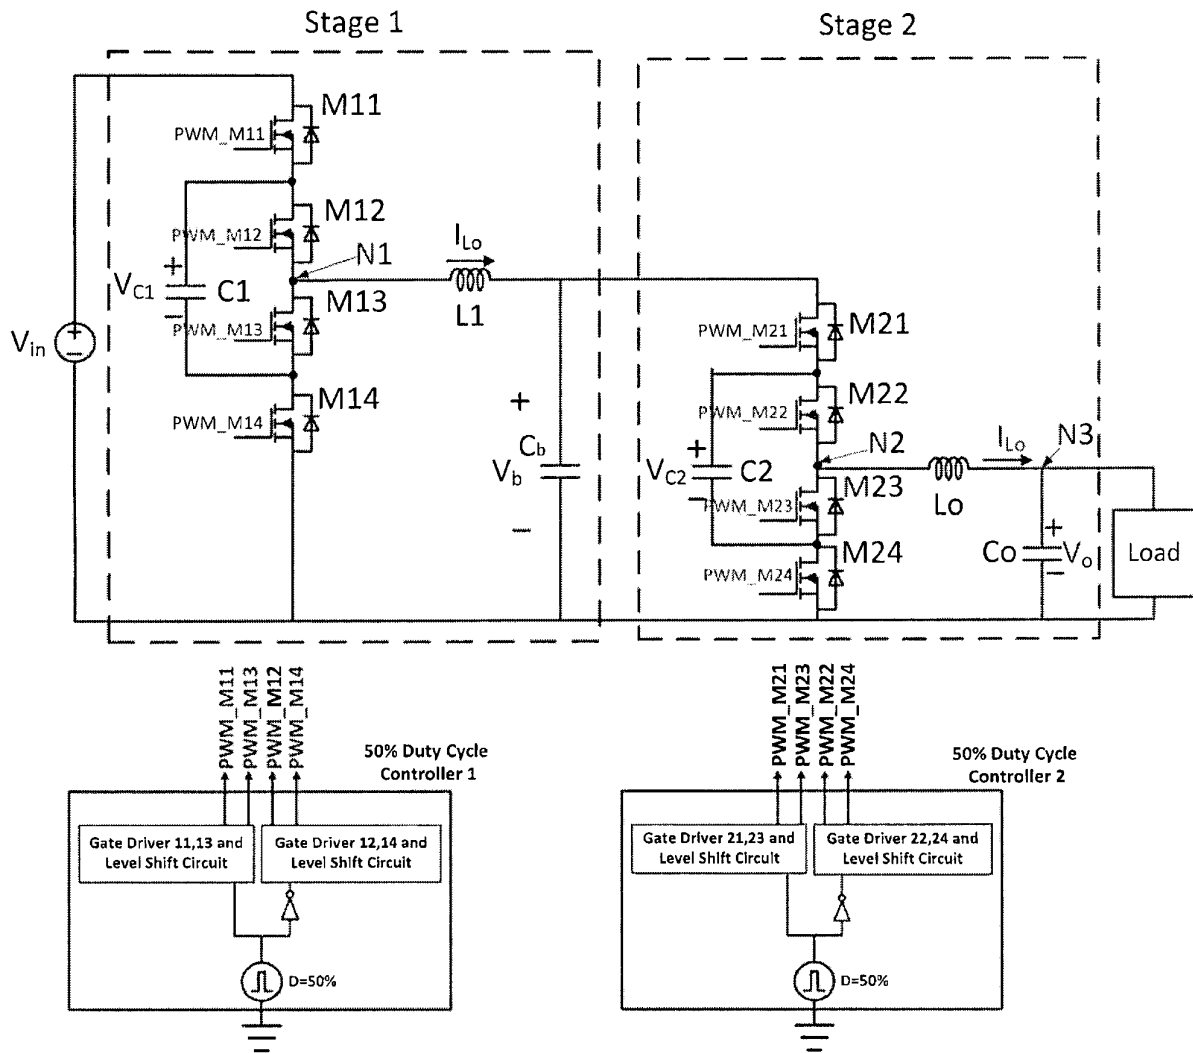 Stage 1
Stage 2
M11
PWM_M11
M12
PWM_M12
N1
I_Lo
V_C1
+
−
C1
L1
M13
PWM_M13
V_in
+
−
M14
PWM_M14
+
C_b
V_b
−
M21
PWM_M21
M22
PWM_M22
N2
I_Lo
N3
V_C2
+
−
C2
Lo
M23
PWM_M23
M24
PWM_M24
Co
+
−
V_o
Load
PWM_M11
PWM_M13
PWM_M12
PWM_M14
50% Duty Cycle
Controller 1
Gate Driver 11,13 and
Level Shift Circuit
Gate Driver 12,14 and
Level Shift Circuit
D=50%
PWM_M21
PWM_M23
PWM_M22
PWM_M24
50% Duty Cycle
Controller 2
Gate Driver 21,23 and
Level Shift Circuit
Gate Driver 22,24 and
Level Shift Circuit
D=50%